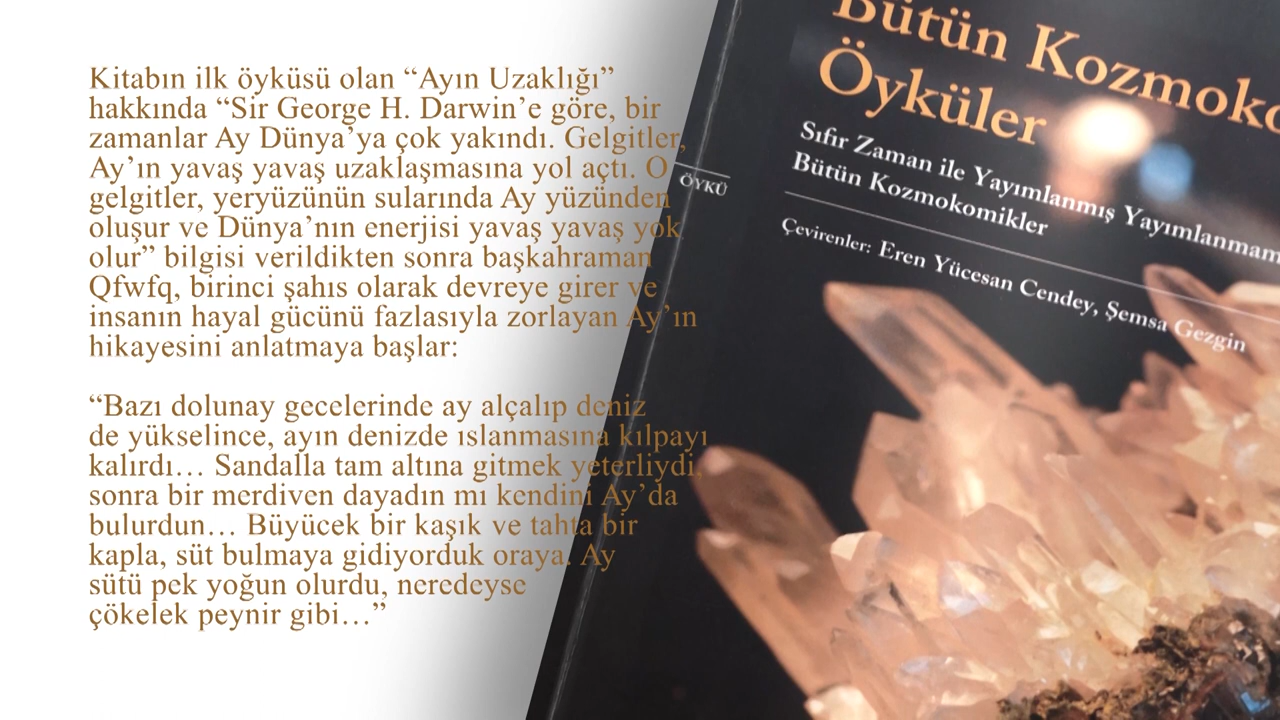 Kitabın ilk öyküsü olan “Ayın Uzaklığı”
hakkında “Sir George H. Darwin’e göre, bir
zamanlar Ay Dünya’ya çok yakındı. Gelgitler,
Ay’ın yavaş yavaş uzaklaşmasına yol açtı. O
gelgitler, yeryüzünün sularında Ay yüzünden
oluşur ve Dünya’nın enerjisi yavaş yavaş yok
olur” bilgisi verildikten sonra başkahraman
Qfwfq, birinci şahıs olarak devreye girer ve
insanın hayal gücünü fazlasıyla zorlayan Ay’ın
hikayesini anlatmaya başlar:
“Bazı dolunay gecelerinde ay alçalıp deniz
de yükselince, ayın denizde ıslanmasına kılpayı
kalırdı… Sandalla tam altına gitmek yeterliydi,
sonra bir merdiven dayadın mı kendini Ay’da
bulurdun… Büyücek bir kaşık ve tahta bir
kapla, süt bulmaya gidiyorduk oraya. Ay
sütü pek yoğun olurdu, neredeyse
çökelek peynir gibi…”
Bütün Kozmoko
Öyküler
Sıfır Zaman ile Yayımlanmış Yayımlanmam
Bütün Kozmokomikler
ÖYKÜ
Çevirenler: Eren Yücesan Cendey, Şemsa Gezgin